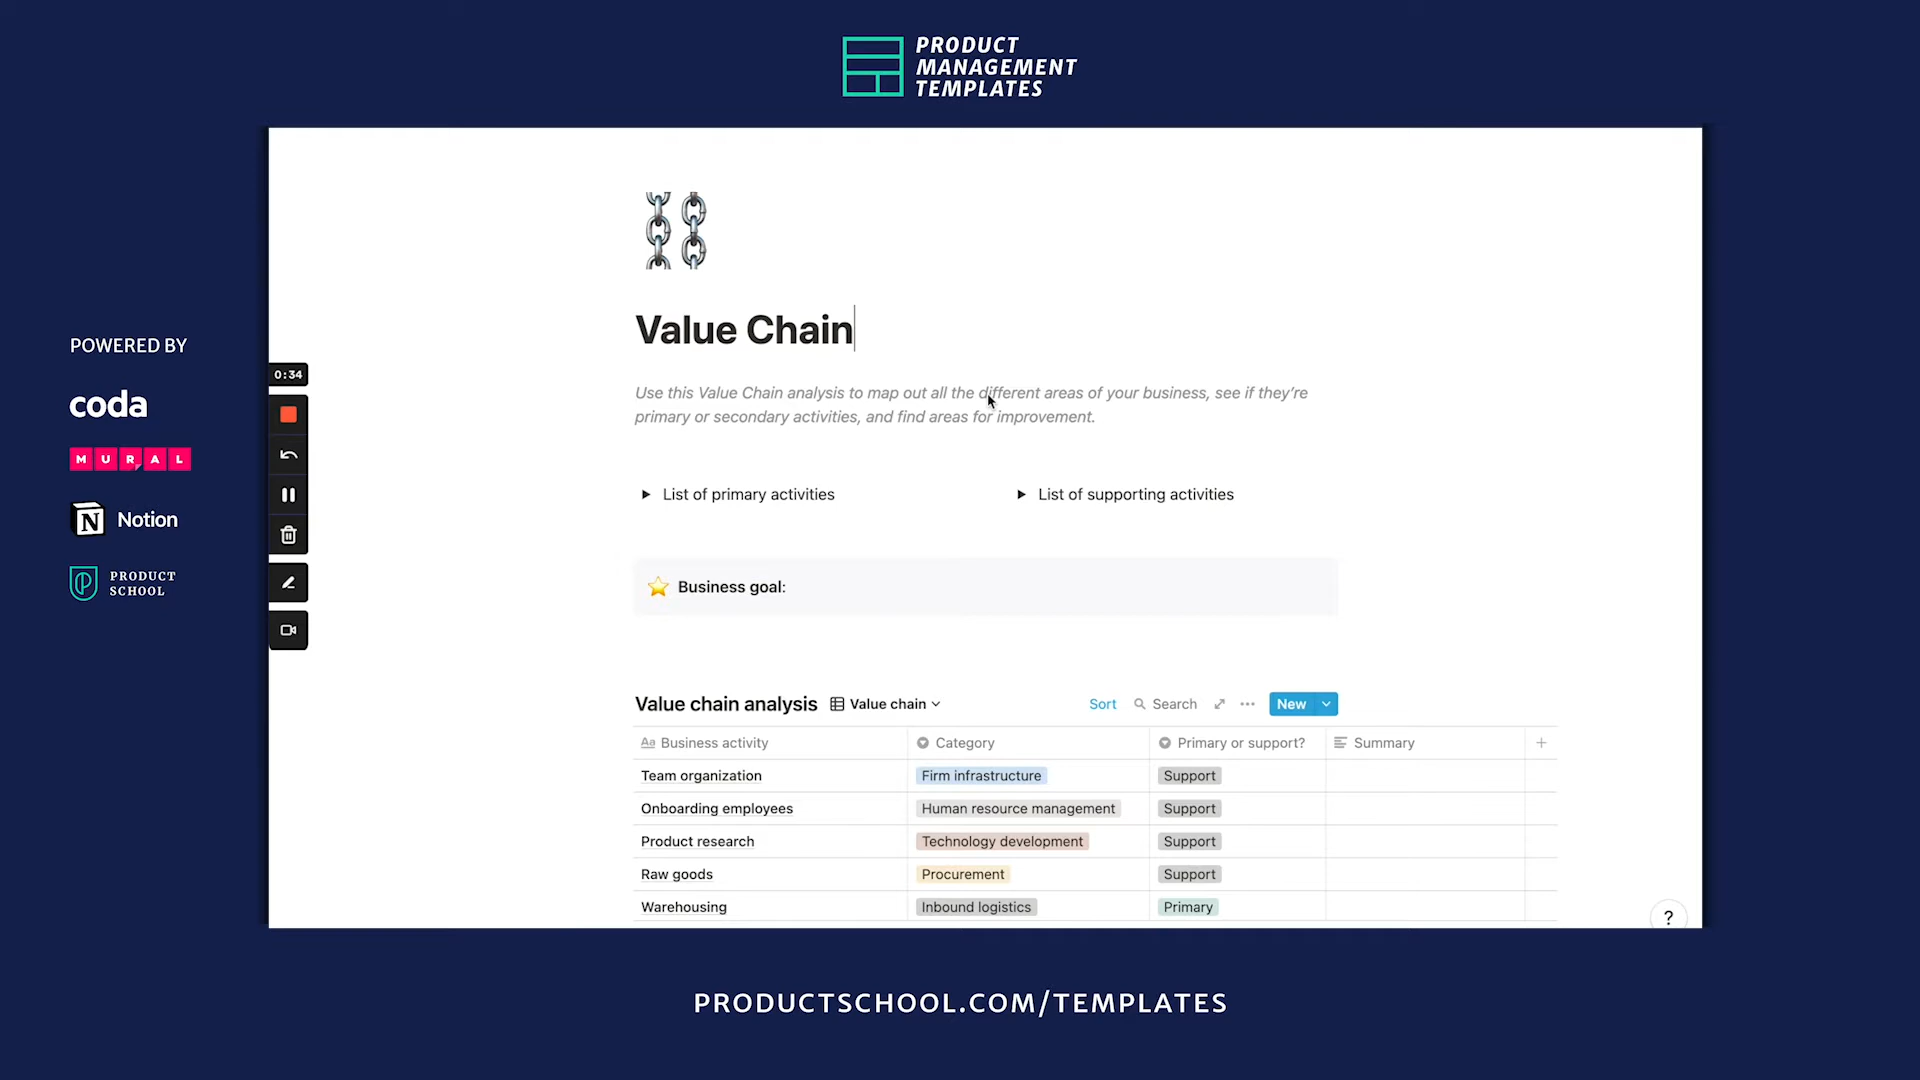 PRODUCT
MANAGEMENT
TEMPLATES
POWERED BY
coda
MURAL
Notion
PRODUCT
SCHOOL
0:34
Value Chain
Use this Value Chain analysis to map out all the different areas of your business, see if they're
primary or secondary activities, and find areas for improvement.
List of primary activities
List of supporting activities
Business goal:
Value chain analysis Value chain Sort Search New
Aa Business activity Category Primary or support? Summary
Team organization Firm infrastructure Support
Onboarding employees Human resource management Support
Product research Technology development Support
Raw goods Procurement Support
Warehousing Inbound logistics Primary
?
PRODUCTSCHOOL.COM/TEMPLATES